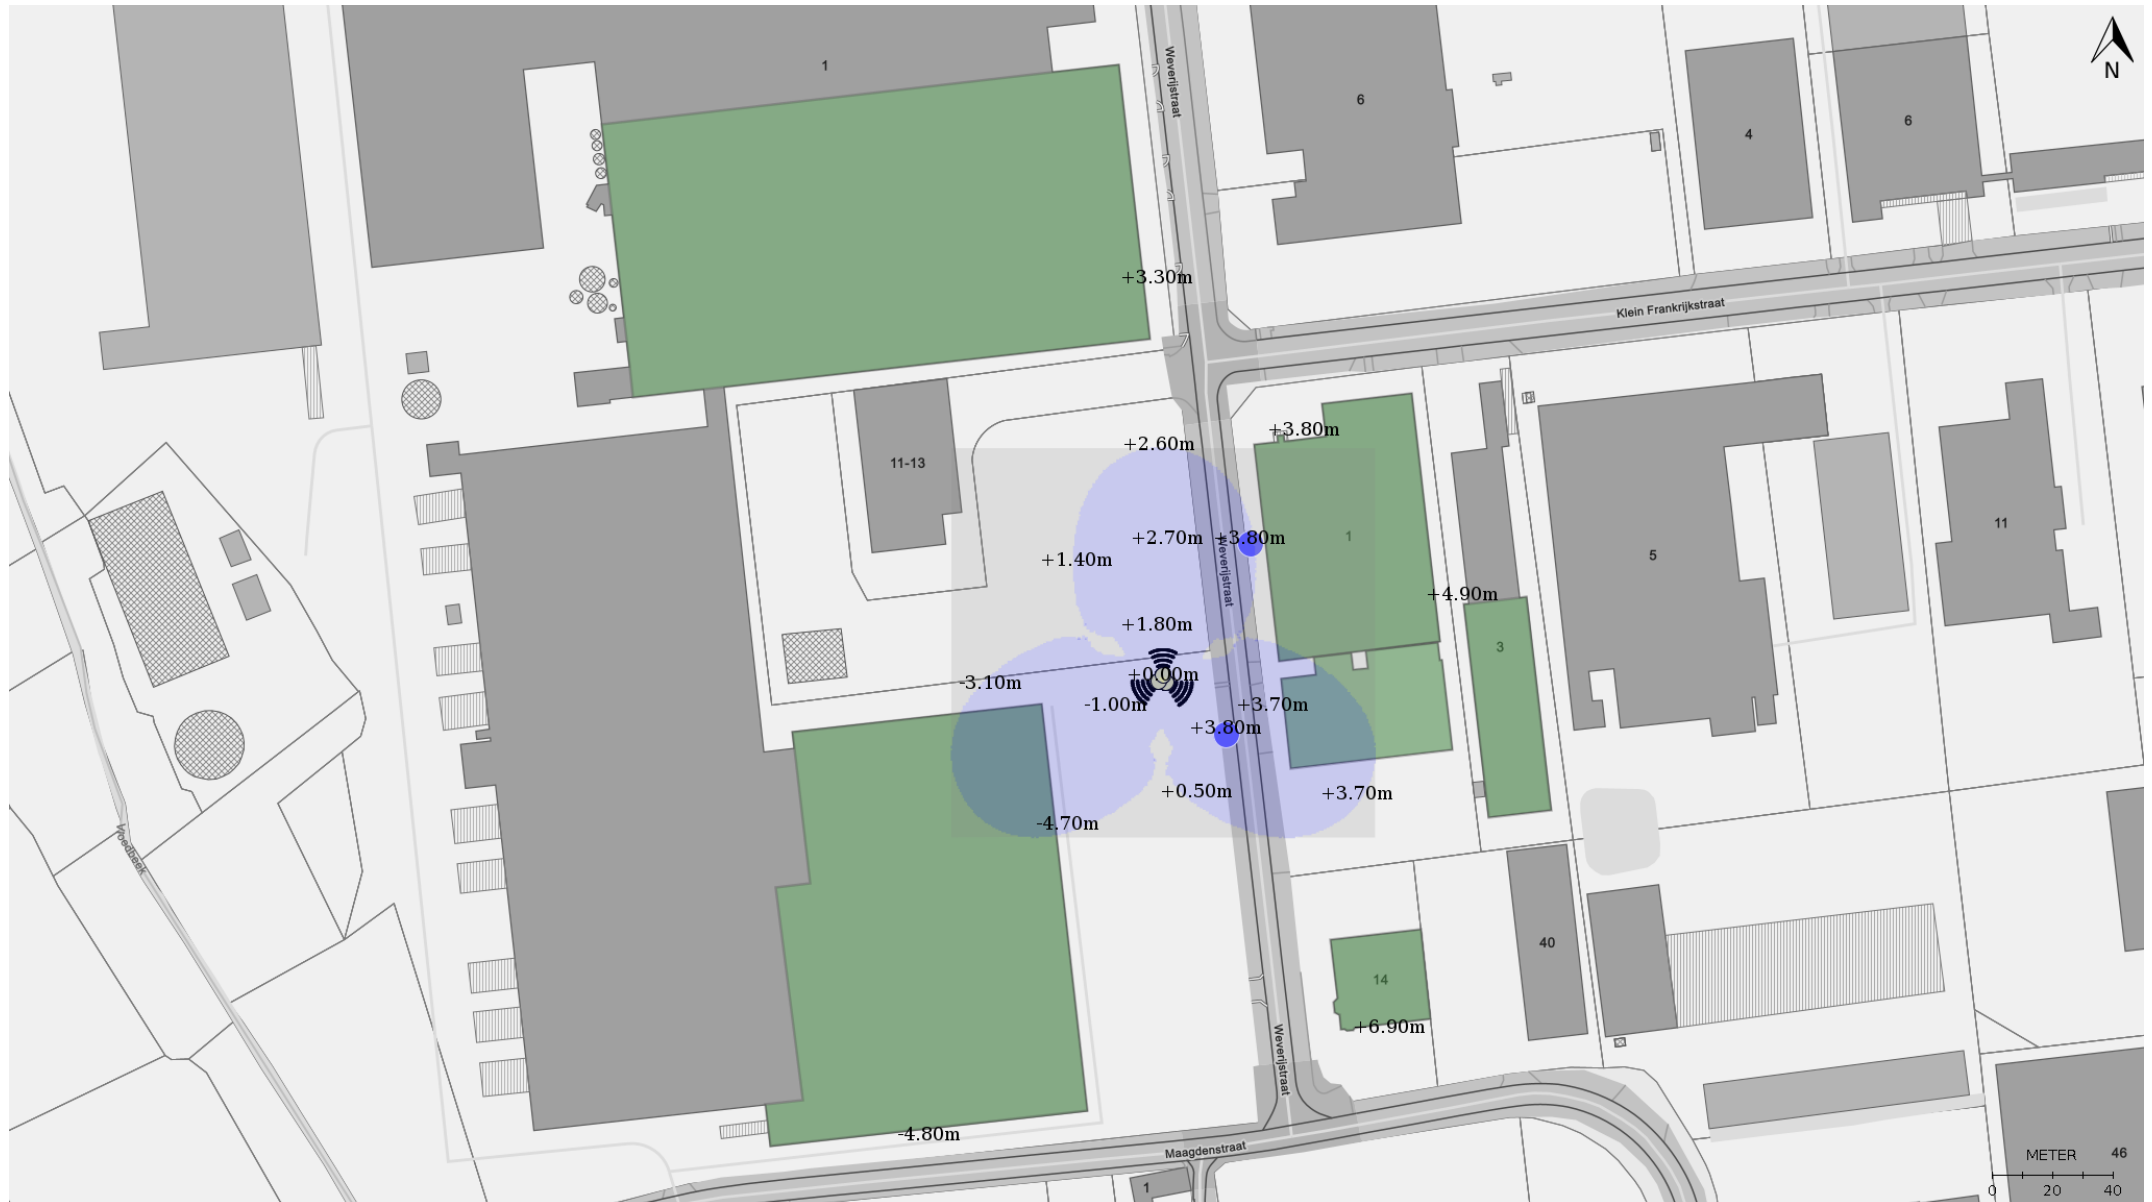 Weverijstraat
N
1
6
4
6
+3.30m
Klein Frankrijkstraat
+3.80m
+2.60m
11-13
1
5
11
+2.70m
+3.80m
+1.40m
Weverijstraat
+4.90m
+1.80m
3
+0.00m
-3.10m
-1.00m
+3.70m
+3.80m
+0.50m
+3.70m
-4.70m
Vloedbeek
40
14
+6.90m
Weverijstraat
-4.80m
Maagdenstraat
METER
46
1
0 20 40